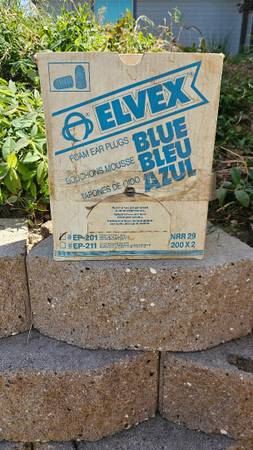 ELVEX
FOAM EAR PLUGS
BOUCHONS MOUSSE
TAPONES DE OIDO
BLUE
BLEU
AZUL
#EP-201
#EP-211
NRR 29
200 X 2